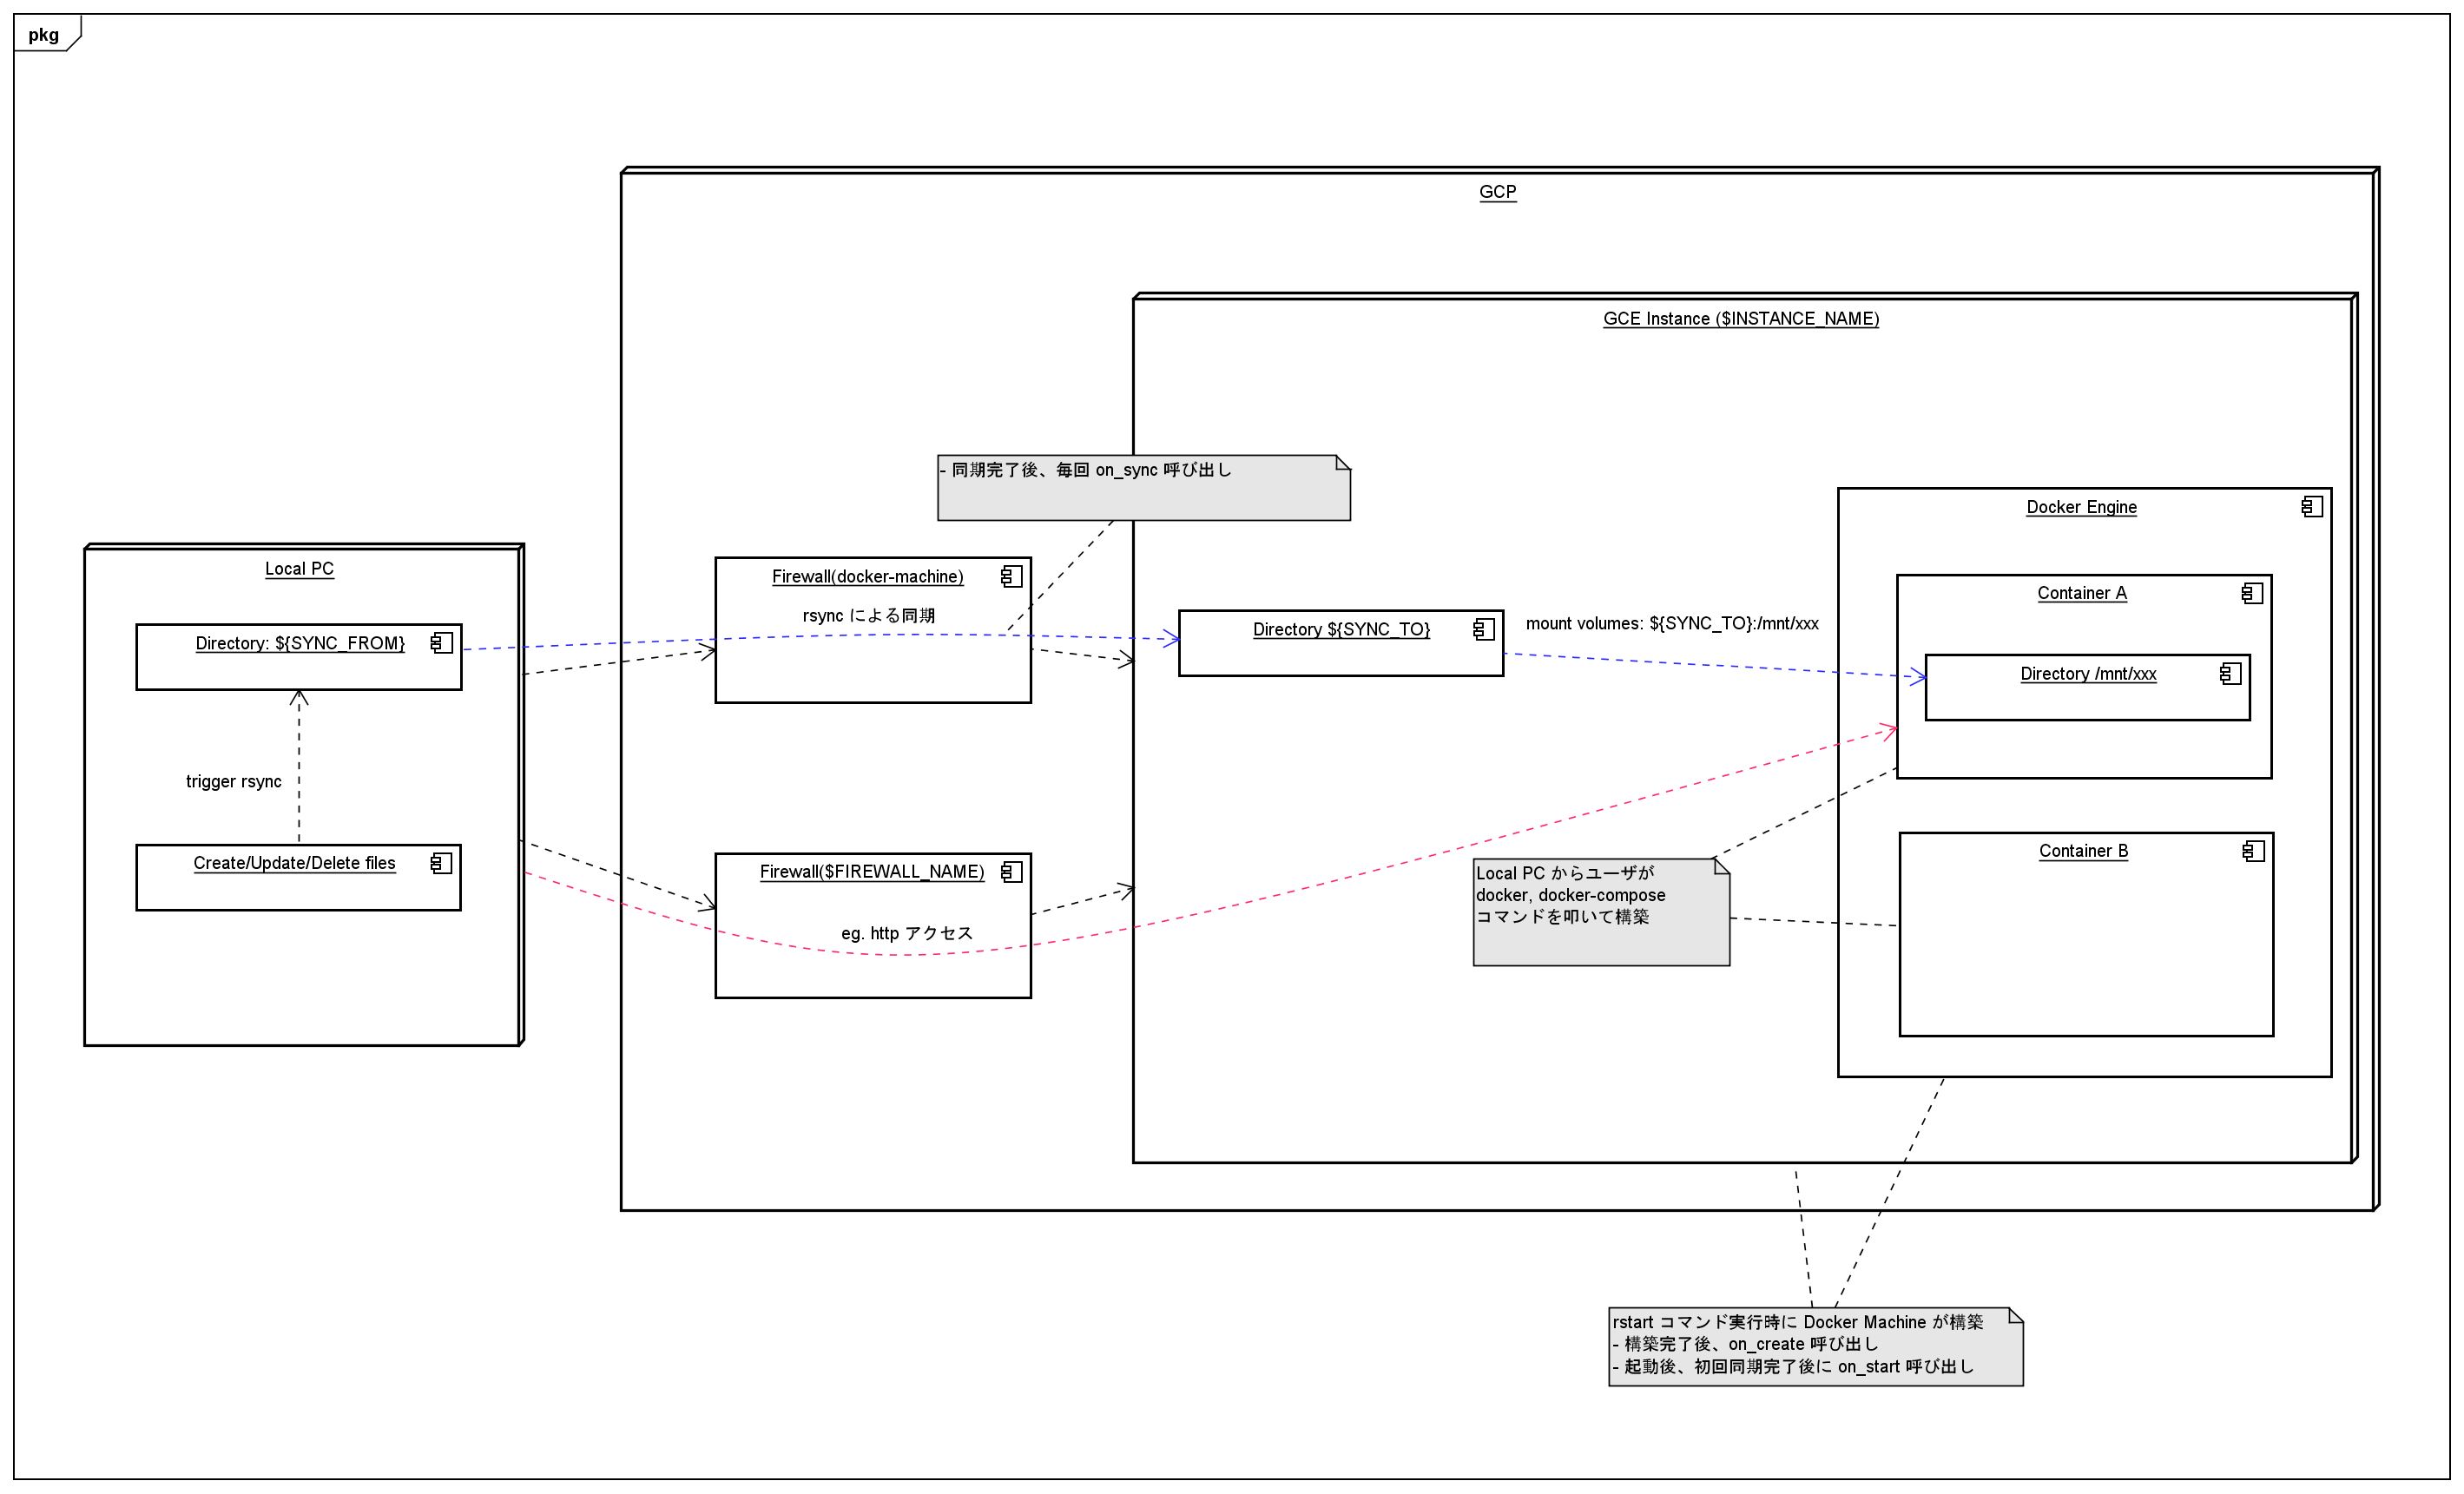 pkg
GCP
GCE Instance ($INSTANCE_NAME)
- 同期完了後、毎回 on_sync 呼び出し
Docker Engine
Local PC
Firewall(docker-machine)
Container A
rsync による同期
Directory: ${SYNC_FROM}
Directory ${SYNC_TO}
mount volumes: ${SYNC_TO}:/mnt/xxx
Directory /mnt/xxx
trigger rsync
Create/Update/Delete files
Firewall($FIREWALL_NAME)
eg. http アクセス
Local PC からユーザが
docker, docker-compose
コマンドを叩いて構築
Container B
rstart コマンド実行時に Docker Machine が構築
- 構築完了後、on_create 呼び出し
- 起動後、初回同期完了後に on_start 呼び出し